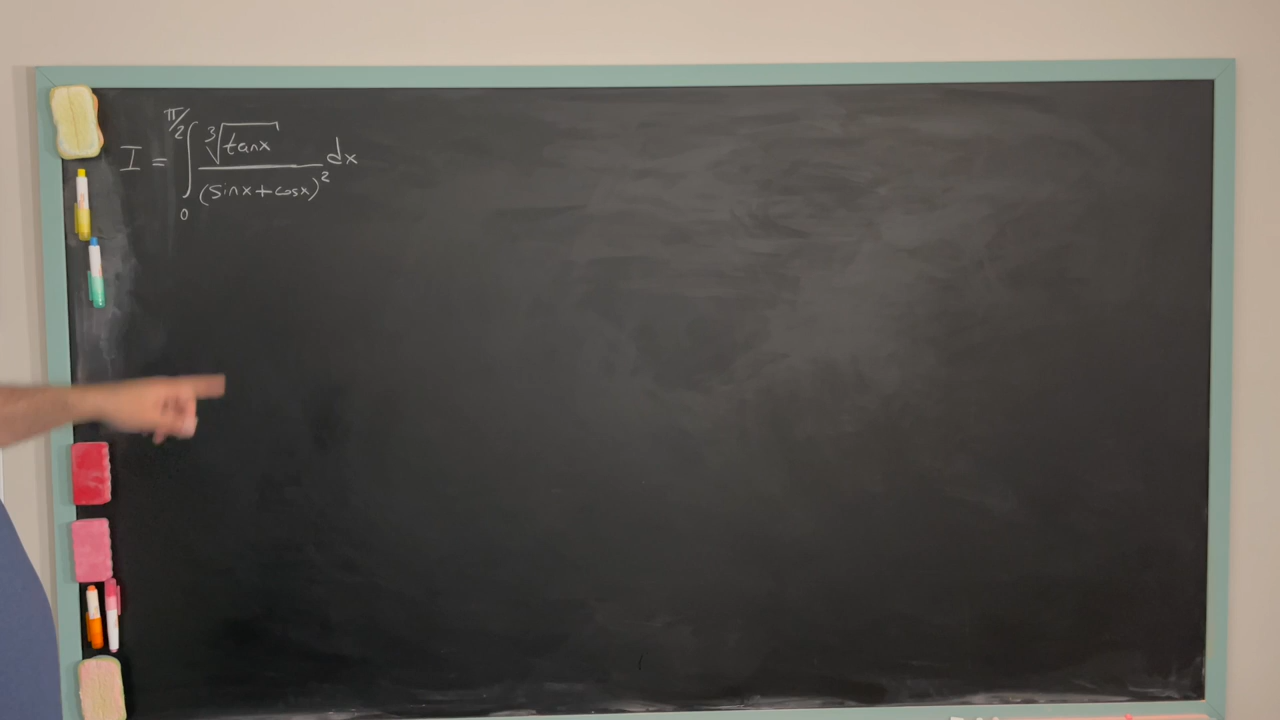 I = ∫₀^{π/2} ∛(tanx) / (sinx+cosx)² dx